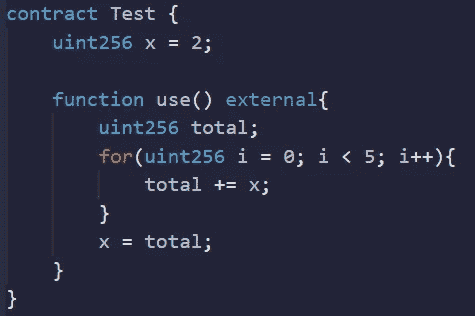 contract Test {
    uint256 x = 2;

    function use() external{
        uint256 total;
        for(uint256 i = 0; i < 5; i++){
            total += x;
        }
        x = total;
    }
}